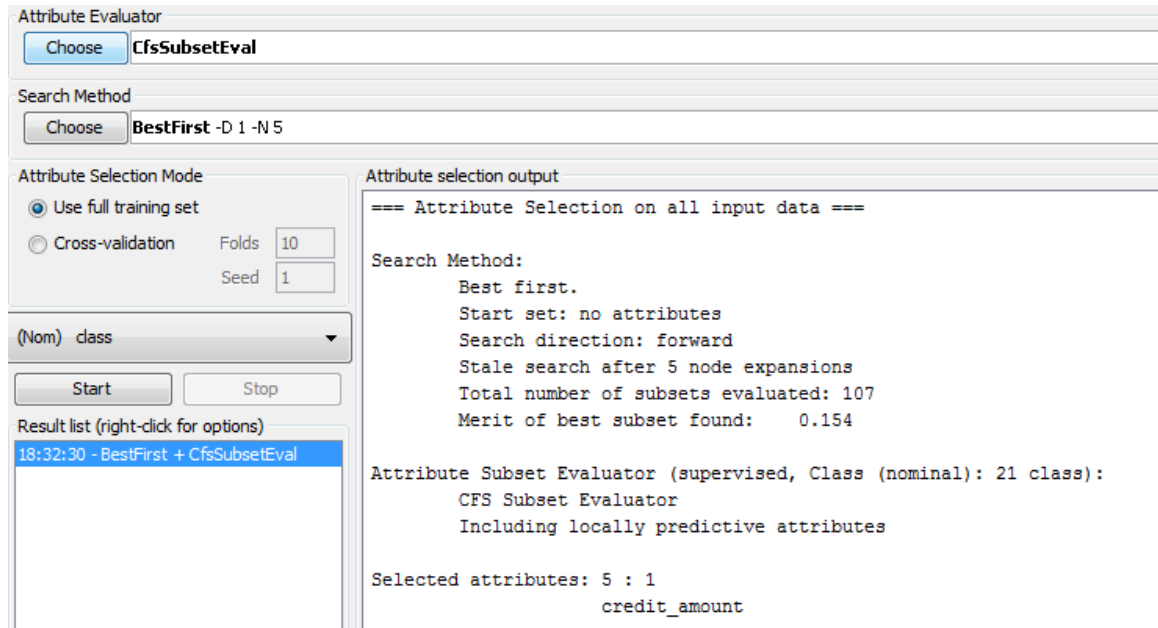 Attribute Evaluator
Choose CfsSubsetEval
Search Method
Choose BestFirst -D 1 -N 5
Attribute Selection Mode
Use full training set
Cross-validation Folds 10
Seed 1
(Nom) class
Start Stop
Result list (right-click for options)
18:32:30 - BestFirst + CfsSubsetEval
Attribute selection output
=== Attribute Selection on all input data ===
Search Method:
Best first.
Start set: no attributes
Search direction: forward
Stale search after 5 node expansions
Total number of subsets evaluated: 107
Merit of best subset found: 0.154
Attribute Subset Evaluator (supervised, Class (nominal): 21 class):
CFS Subset Evaluator
Including locally predictive attributes
Selected attributes: 5 : 1
credit_amount